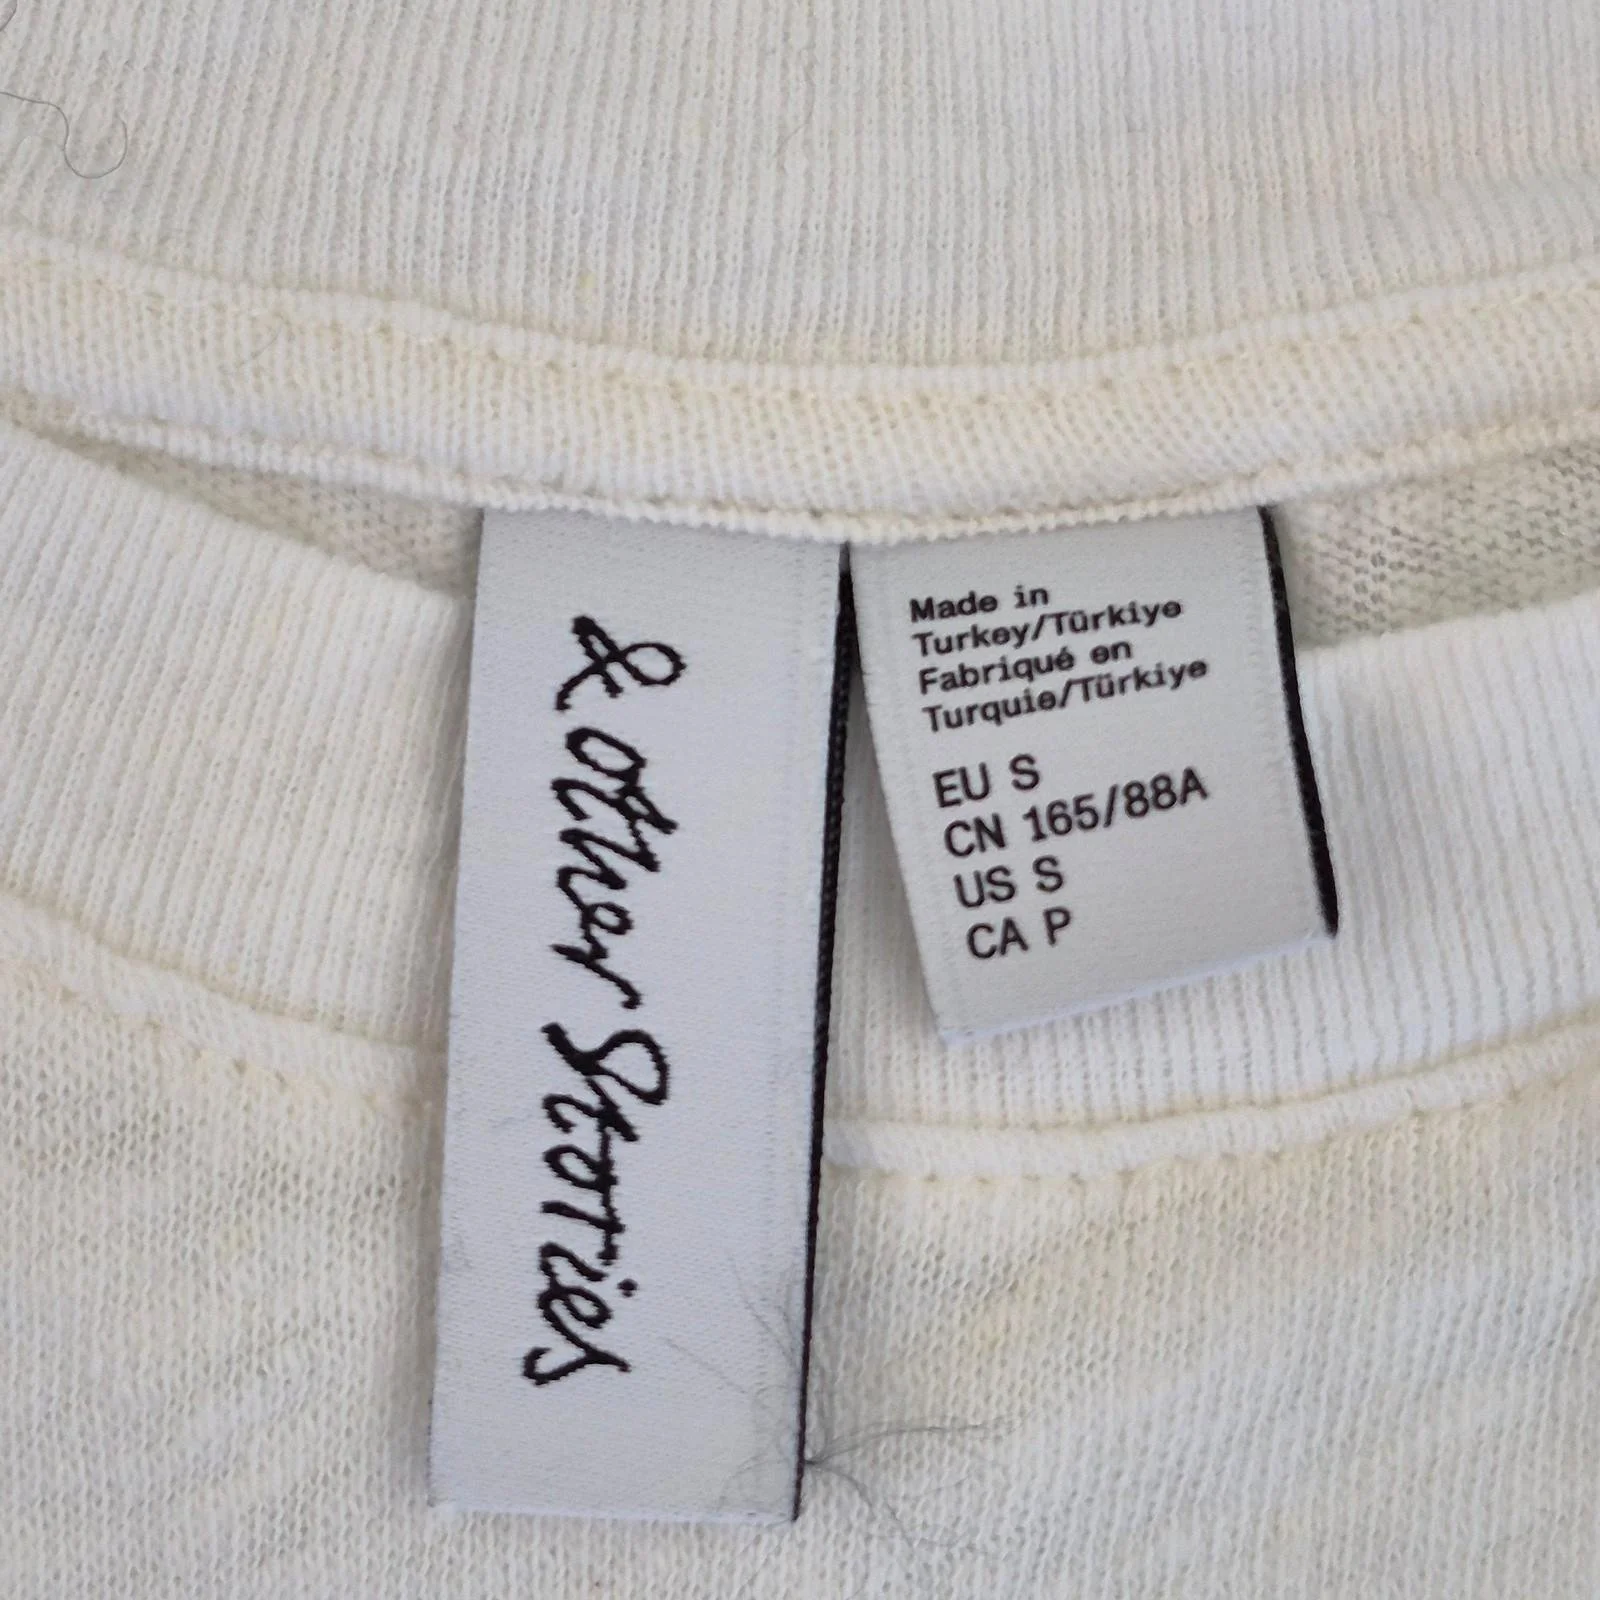 & other Stories
Made in
Turkey/Türkiye
Fabriqué en
Turquie/Türkiye
EU S
CN 165/88A
US S
CA P